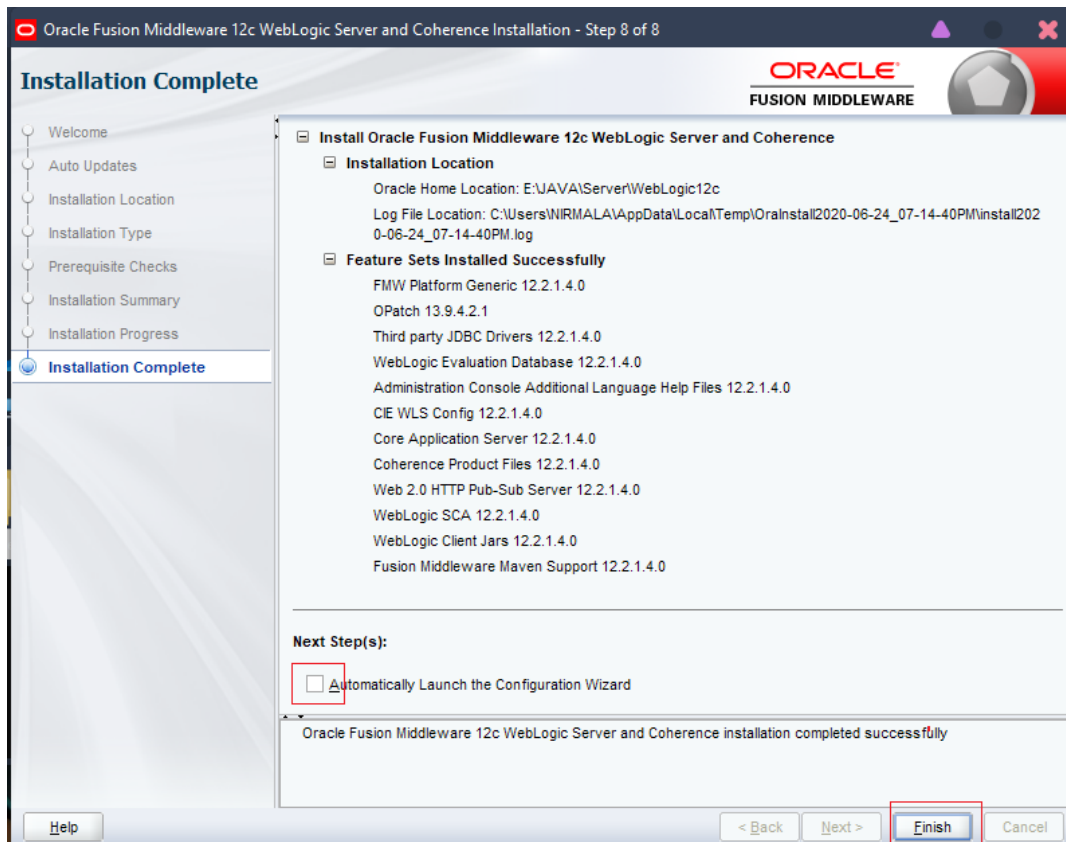 Oracle Fusion Middleware 12c WebLogic Server and Coherence Installation - Step 8 of 8
Installation Complete
ORACLE
FUSION MIDDLEWARE
Welcome
Auto Updates
Installation Location
Installation Type
Prerequisite Checks
Installation Summary
Installation Progress
Installation Complete
Install Oracle Fusion Middleware 12c WebLogic Server and Coherence
Installation Location
Oracle Home Location: E:\JAVA\Server\WebLogic12c
Log File Location: C:\Users\NIRMALA\AppData\Local\Temp\OraInstall2020-06-24_07-14-40PM\install202
0-06-24_07-14-40PM.log
Feature Sets Installed Successfully
FMW Platform Generic 12.2.1.4.0
OPatch 13.9.4.2.1
Third party JDBC Drivers 12.2.1.4.0
WebLogic Evaluation Database 12.2.1.4.0
Administration Console Additional Language Help Files 12.2.1.4.0
CIE WLS Config 12.2.1.4.0
Core Application Server 12.2.1.4.0
Coherence Product Files 12.2.1.4.0
Web 2.0 HTTP Pub-Sub Server 12.2.1.4.0
WebLogic SCA 12.2.1.4.0
WebLogic Client Jars 12.2.1.4.0
Fusion Middleware Maven Support 12.2.1.4.0
Next Step(s):
Automatically Launch the Configuration Wizard
Oracle Fusion Middleware 12c WebLogic Server and Coherence installation completed successfully
Help
< Back
Next >
Finish
Cancel